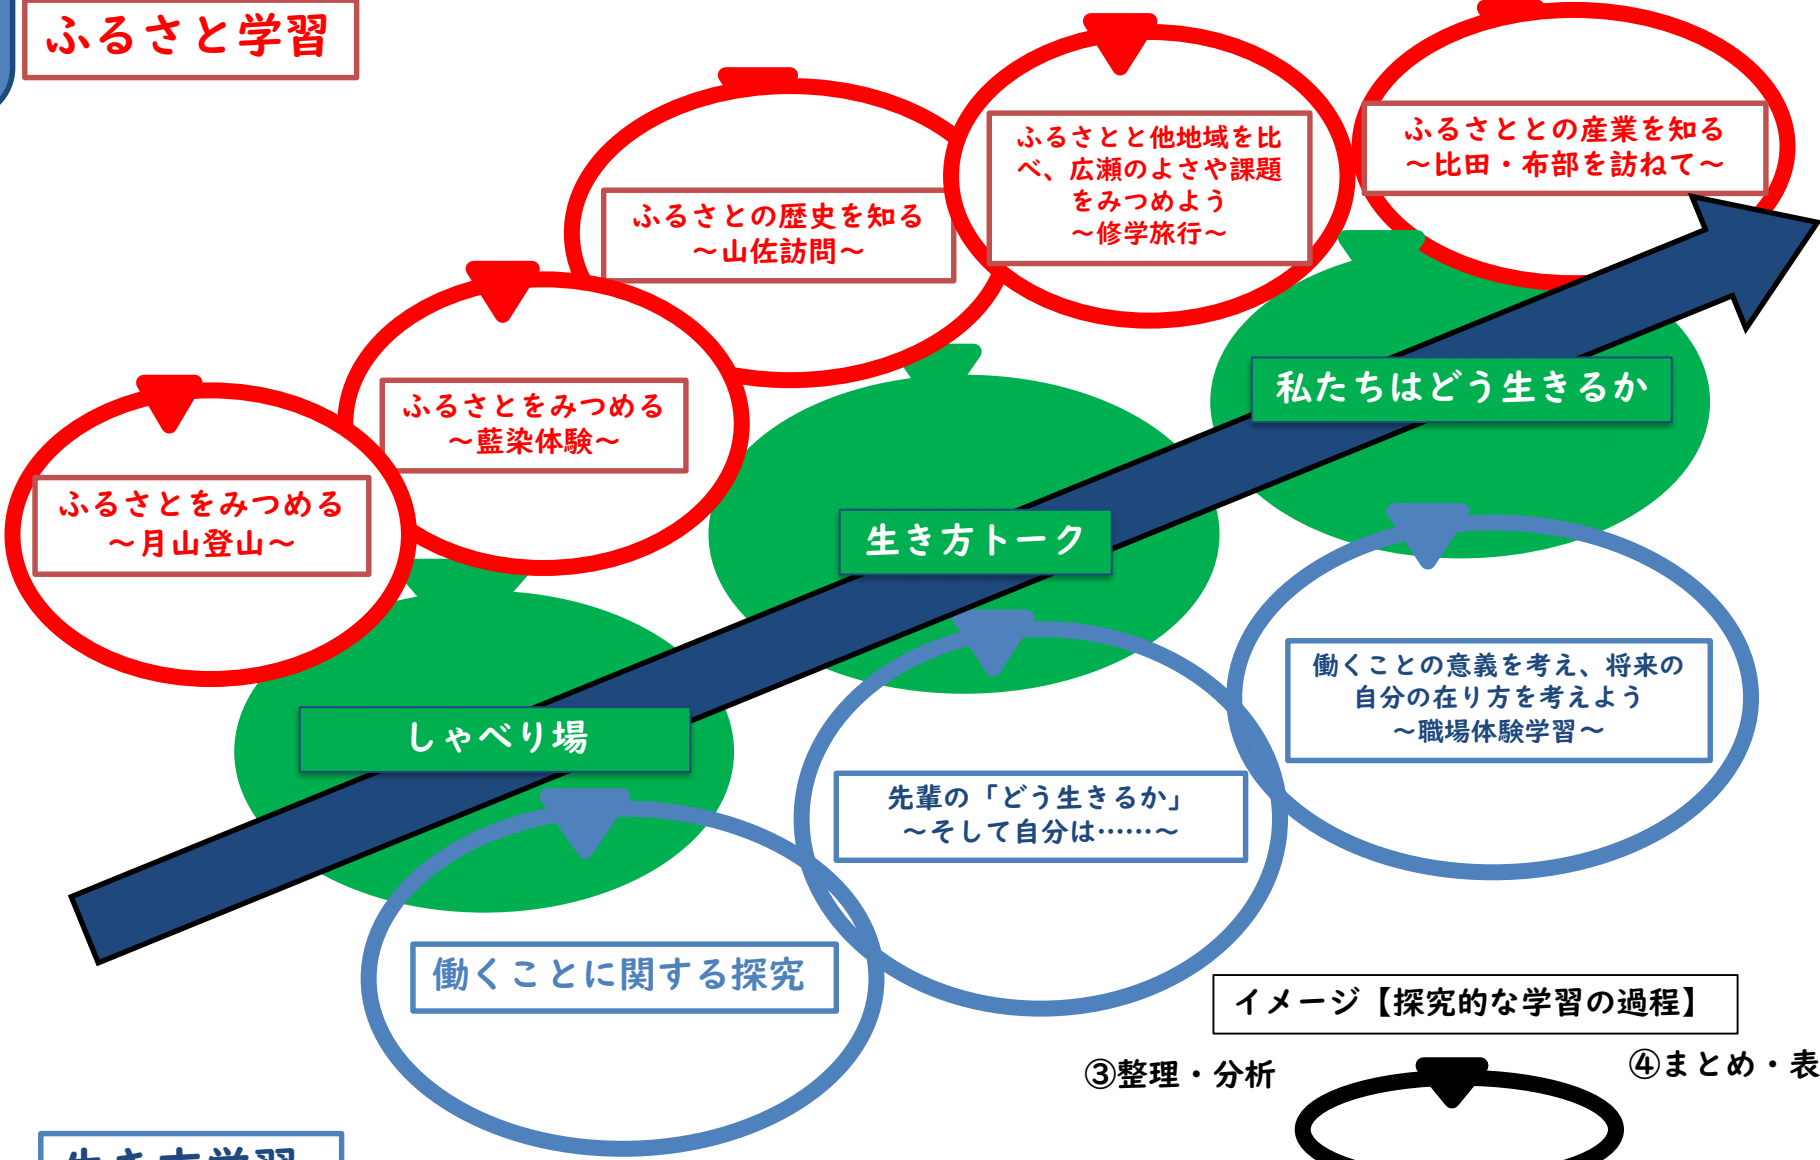 ふるさと学習
ふるさととの産業を知る
～比田・布部を訪ねて～
ふるさとと他地域を比
べ、広瀬のよさや課題
をみつめよう
～修学旅行～
ふるさとの歴史を知る
～山佐訪問～
ふるさとをみつめる
～藍染体験～
ふるさとをみつめる
～月山登山～
私たちはどう生きるか
生き方トーク
しゃべり場
働くことの意義を考え、将来の
自分の在り方を考えよう
～職場体験学習～
先輩の「どう生きるか」
～そして自分は……～
働くことに関する探究
イメージ【探究的な学習の過程】
③整理・分析
④まとめ・表
生き方学習